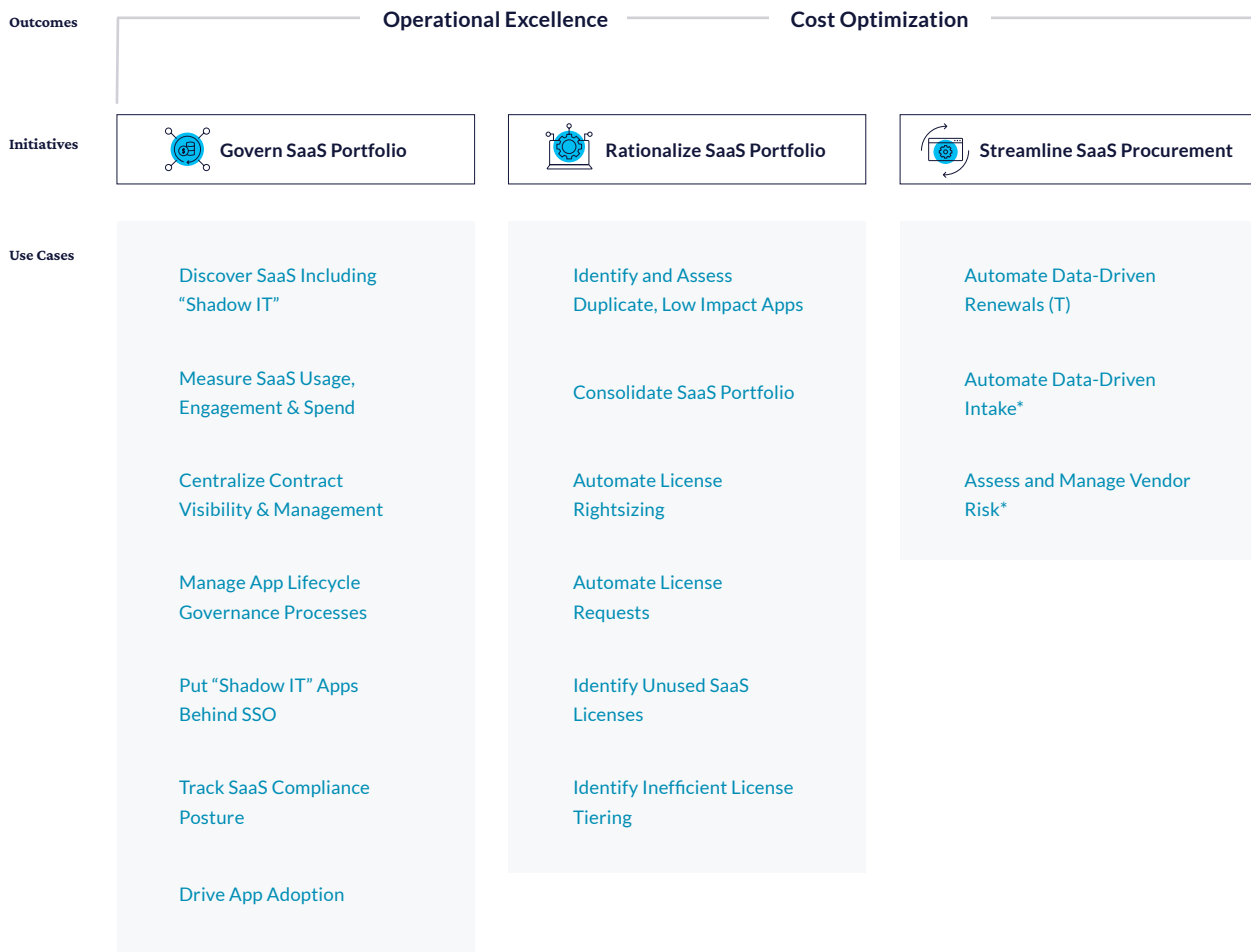 Outcomes
Operational Excellence
Cost Optimization
Initiatives
Govern SaaS Portfolio
Rationalize SaaS Portfolio
Streamline SaaS Procurement
Use Cases
Discover SaaS Including
“Shadow IT”
Measure SaaS Usage,
Engagement & Spend
Centralize Contract
Visibility & Management
Manage App Lifecycle
Governance Processes
Put “Shadow IT” Apps
Behind SSO
Track SaaS Compliance
Posture
Drive App Adoption
Identify and Assess
Duplicate, Low Impact Apps
Consolidate SaaS Portfolio
Automate License
Rightsizing
Automate License
Requests
Identify Unused SaaS
Licenses
Identify Inefficient License
Tiering
Automate Data-Driven
Renewals (T)
Automate Data-Driven
Intake*
Assess and Manage Vendor
Risk*